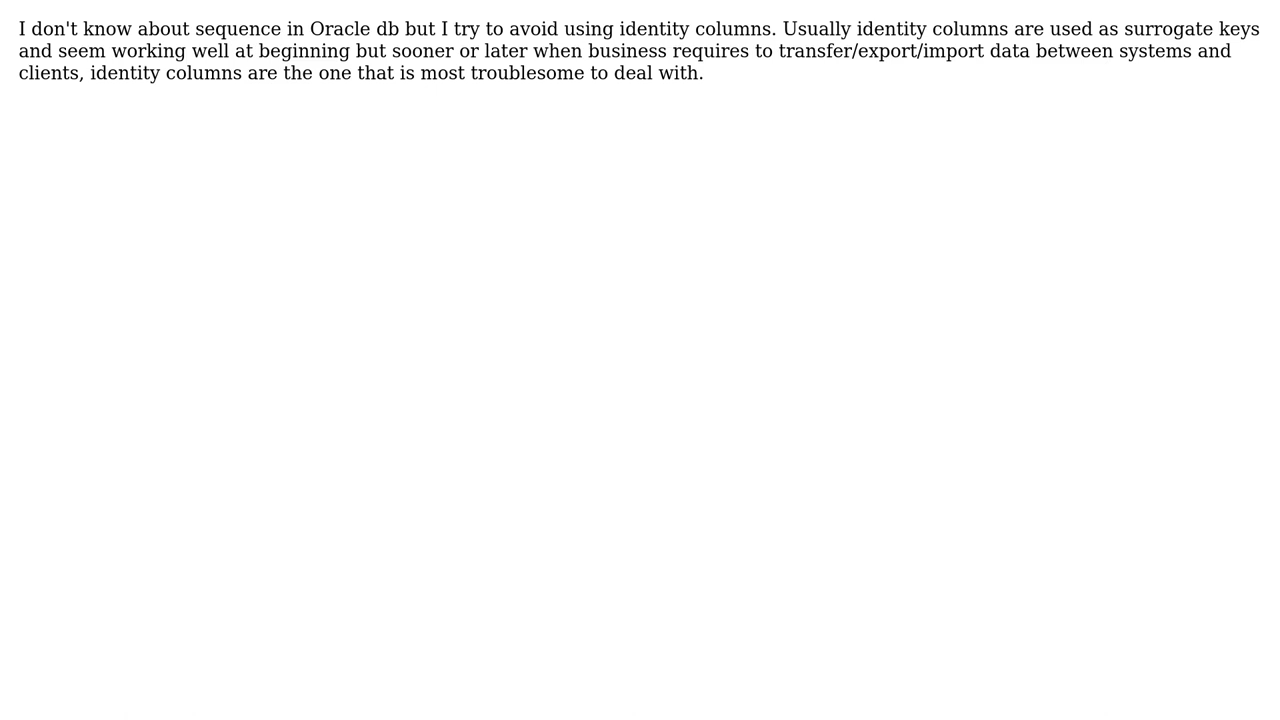 I don't know about sequence in Oracle db but I try to avoid using identity columns. Usually identity columns are used as surrogate keys
and seem working well at beginning but sooner or later when business requires to transfer/export/import data between systems and
clients, identity columns are the one that is most troublesome to deal with.